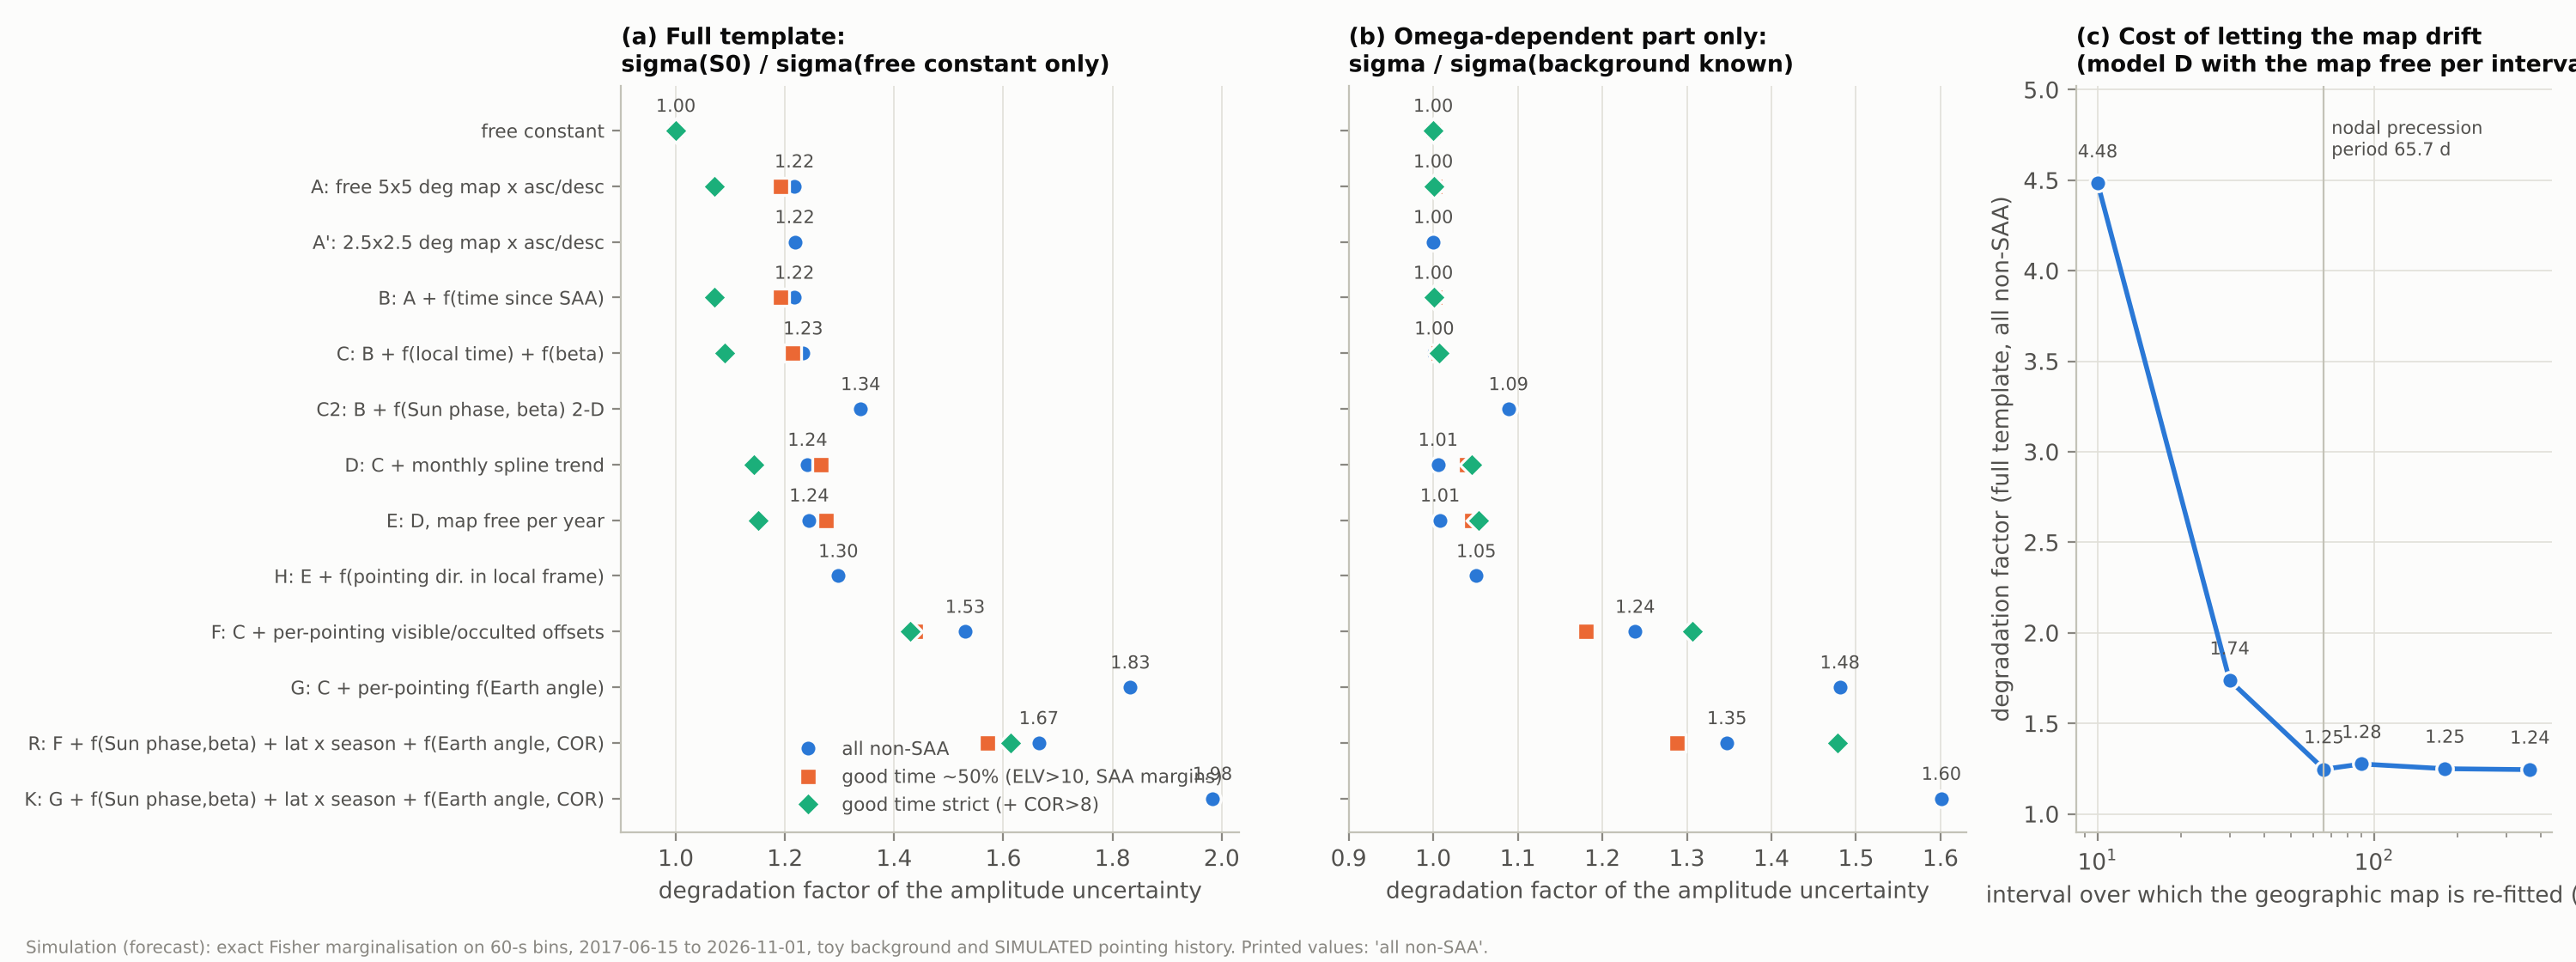 (a) Full template:
sigma(S0) / sigma(free constant only)
1.00
free constant
1.22
A: free 5x5 deg map x asc/desc
1.22
A': 2.5x2.5 deg map x asc/desc
1.22
B: A + f(time since SAA)
1.23
C: B + f(local time) + f(beta)
1.34
C2: B + f(Sun phase, beta) 2-D
1.24
D: C + monthly spline trend
1.24
E: D, map free per year
1.30
H: E + f(pointing dir. in local frame)
1.53
F: C + per-pointing visible/occulted offsets
1.83
G: C + per-pointing f(Earth angle)
1.67
R: F + f(Sun phase,beta) + lat x season + f(Earth angle, COR)
1.98
K: G + f(Sun phase,beta) + lat x season + f(Earth angle, COR)
all non-SAA
good time ~50% (ELV>10, SAA margins)
good time strict (+ COR>8)
1.0 1.2 1.4 1.6 1.8 2.0
degradation factor of the amplitude uncertainty
(b) Omega-dependent part only:
sigma / sigma(background known)
1.00
1.00
1.00
1.00
1.00
1.09
1.01
1.01
1.05
1.24
1.48
1.35
1.60
0.9 1.0 1.1 1.2 1.3 1.4 1.5 1.6
degradation factor of the amplitude uncertainty
(c) Cost of letting the map drift
(model D with the map free per interva
degradation factor (full template, all non-SAA)
5.0
4.5
4.0
3.5
3.0
2.5
2.0
1.5
1.0
nodal precession
period 65.7 d
4.48
1.74
1.25
1.28
1.25
1.24
10¹ 10²
interval over which the geographic map is re-fitted (
Simulation (forecast): exact Fisher marginalisation on 60-s bins, 2017-06-15 to 2026-11-01, toy background and SIMULATED pointing history. Printed values: 'all non-SAA'.